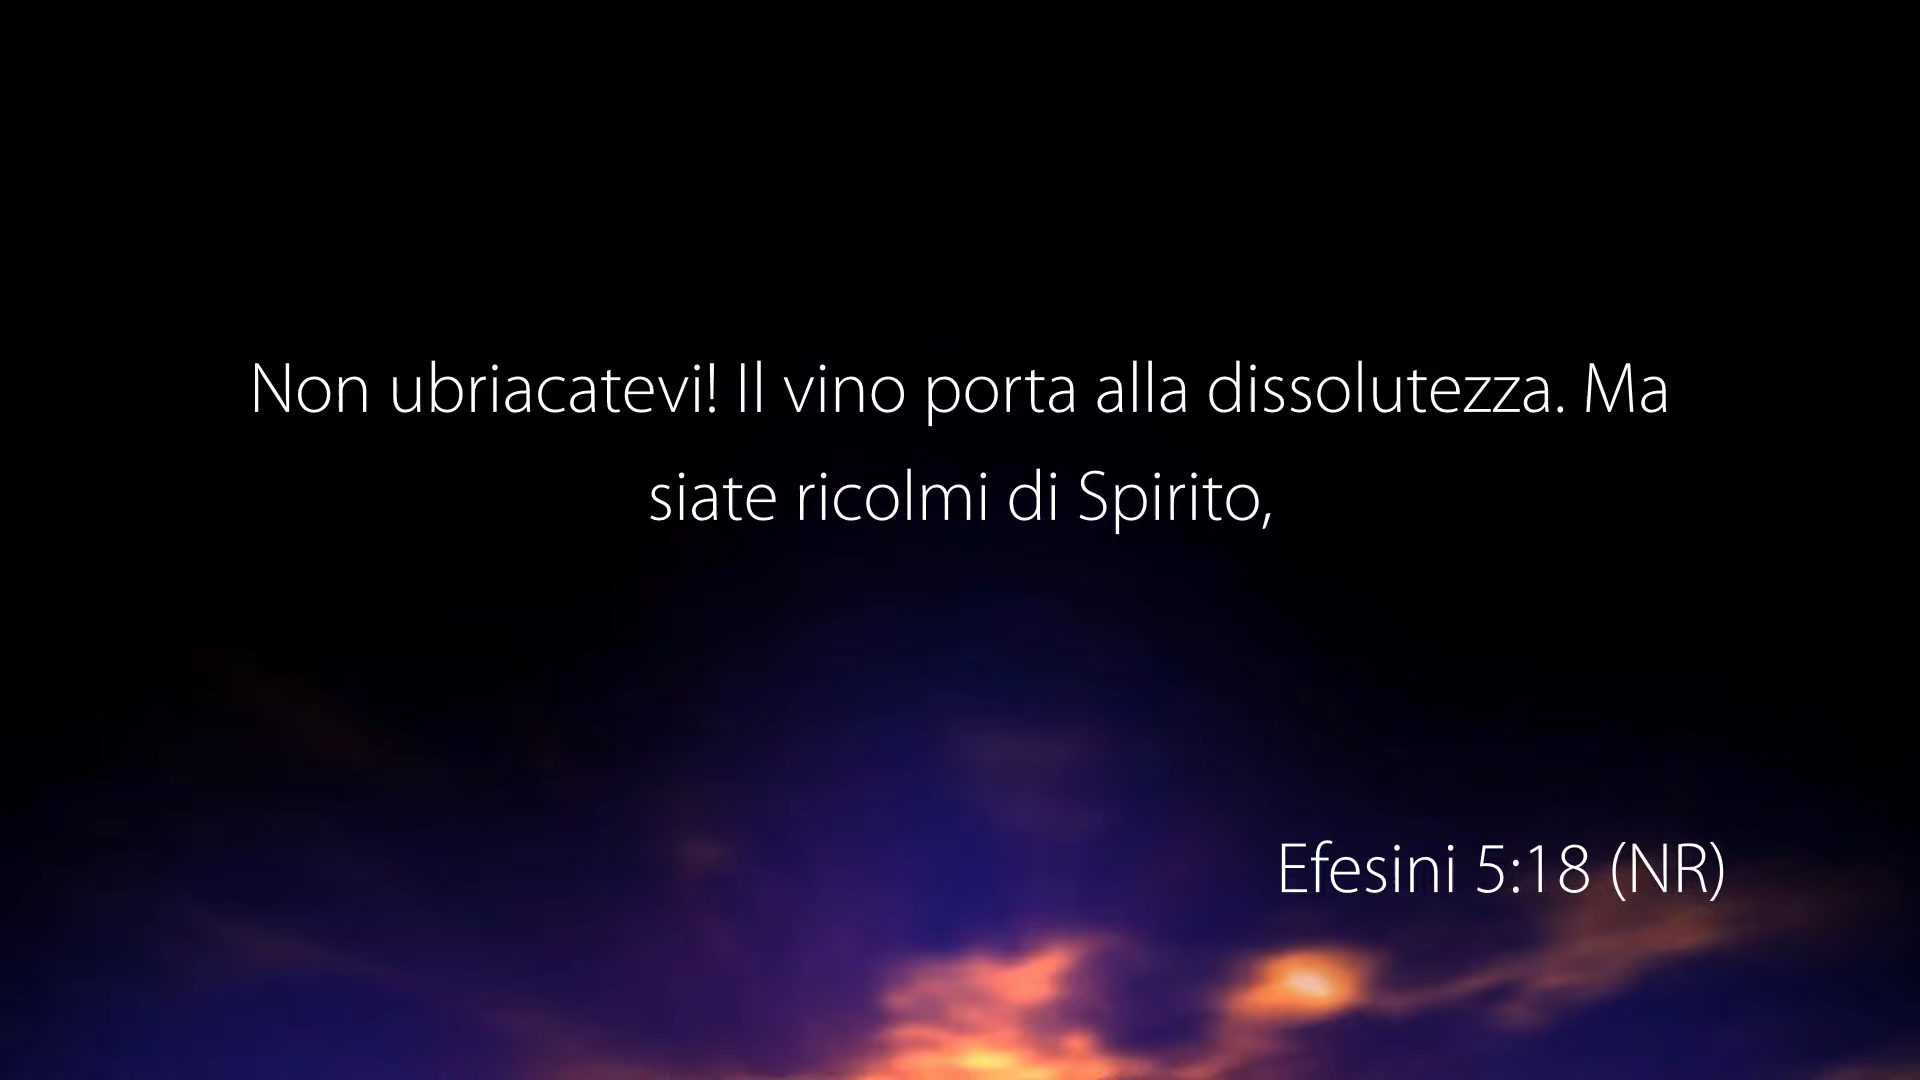 Non ubriacatevi! Il vino porta alla dissolutezza. Ma
siate ricolmi di Spirito,
Efesini 5:18 (NR)